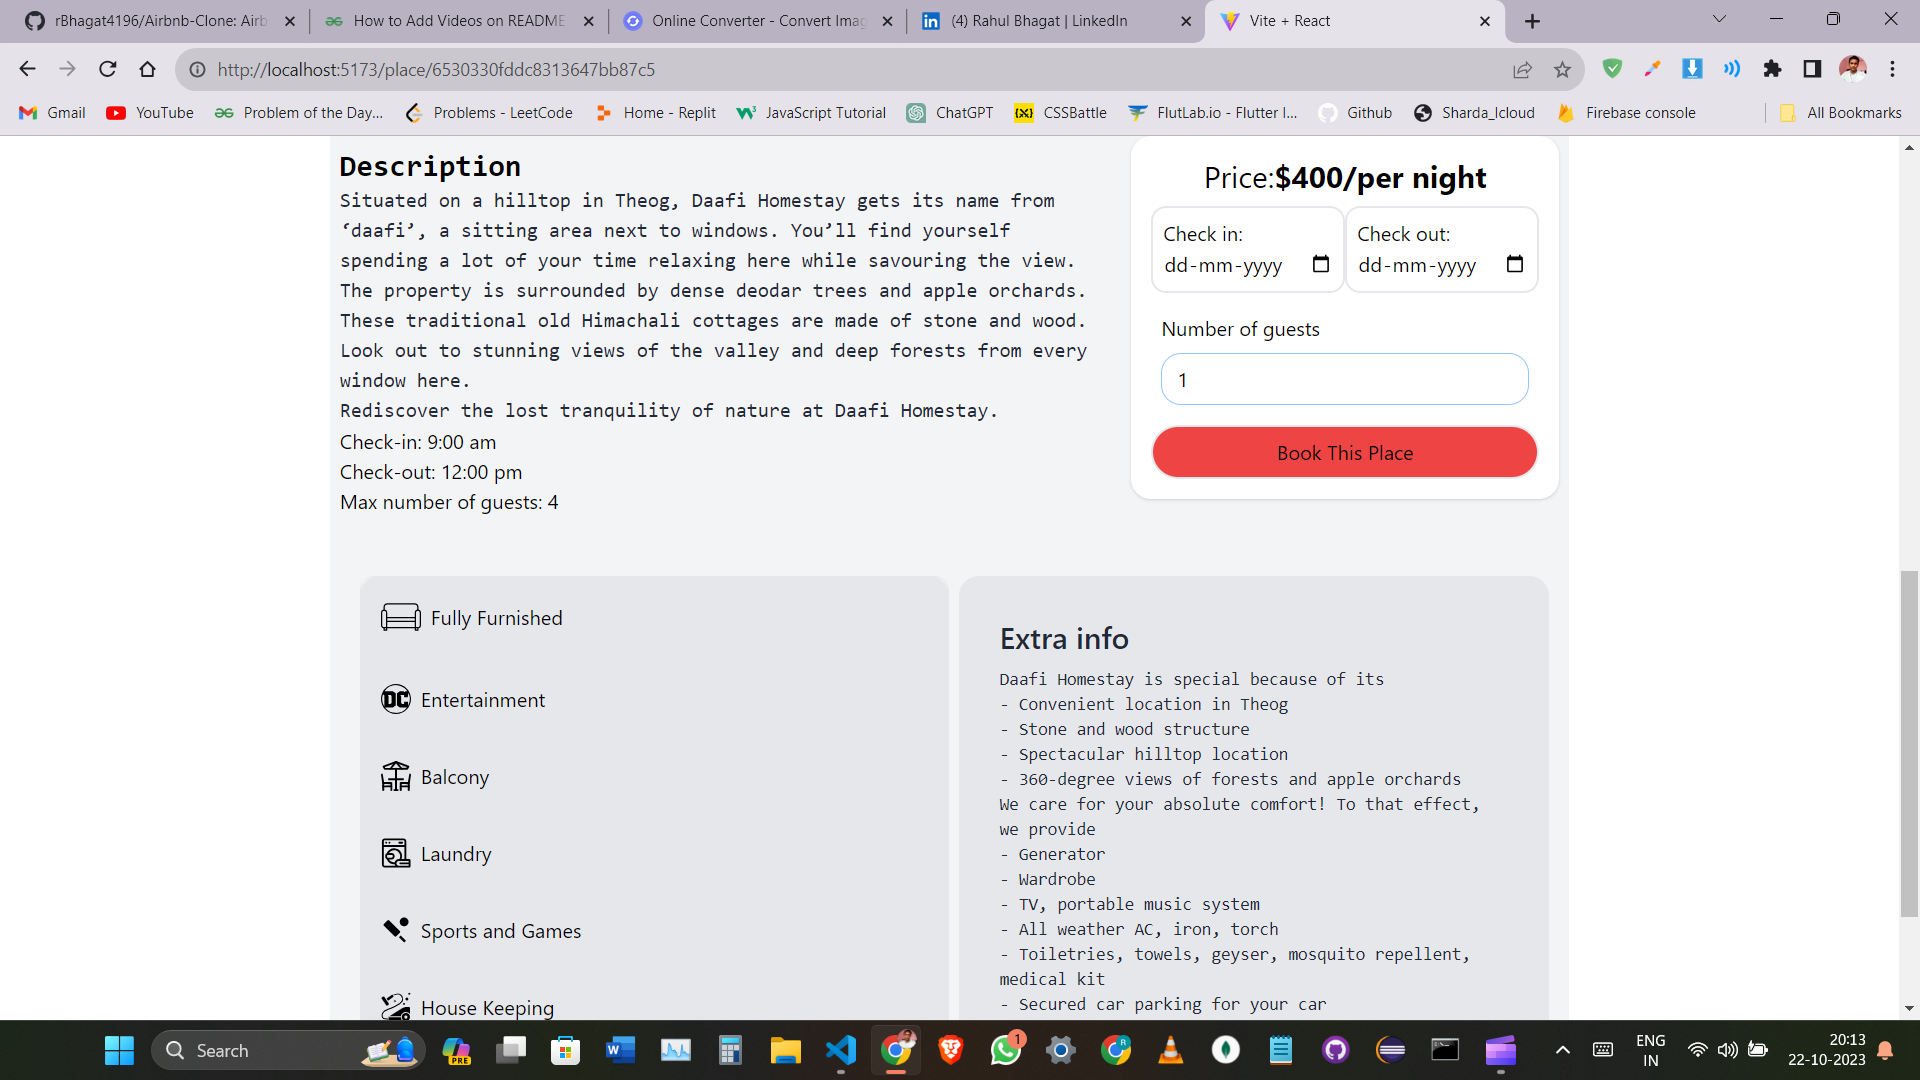 rBhagat4196/Airbnb-Clone: Airb
How to Add Videos on README
Online Converter - Convert Imag
(4) Rahul Bhagat | LinkedIn
Vite + React
http://localhost:5173/place/6530330fddc8313647bb87c5
Gmail
YouTube
Problem of the Day...
Problems - LeetCode
Home - Replit
JavaScript Tutorial
ChatGPT
CSSBattle
FlutLab.io - Flutter I...
Github
Sharda_Icloud
Firebase console
All Bookmarks
Description
Situated on a hilltop in Theog, Daafi Homestay gets its name from
‘daafi’, a sitting area next to windows. You’ll find yourself
spending a lot of your time relaxing here while savouring the view.
The property is surrounded by dense deodar trees and apple orchards.
These traditional old Himachali cottages are made of stone and wood.
Look out to stunning views of the valley and deep forests from every
window here.
Rediscover the lost tranquility of nature at Daafi Homestay.
Check-in: 9:00 am
Check-out: 12:00 pm
Max number of guests: 4
Price:$400/per night
Check in:
dd-mm-yyyy
Check out:
dd-mm-yyyy
Number of guests
1
Book This Place
Fully Furnished
DC
Entertainment
Balcony
Laundry
Sports and Games
House Keeping
Extra info
Daafi Homestay is special because of its
- Convenient location in Theog
- Stone and wood structure
- Spectacular hilltop location
- 360-degree views of forests and apple orchards
We care for your absolute comfort! To that effect,
we provide
- Generator
- Wardrobe
- TV, portable music system
- All weather AC, iron, torch
- Toiletries, towels, geyser, mosquito repellent,
medical kit
- Secured car parking for your car
Search
PRE
1
ENG
IN
20:13
22-10-2023